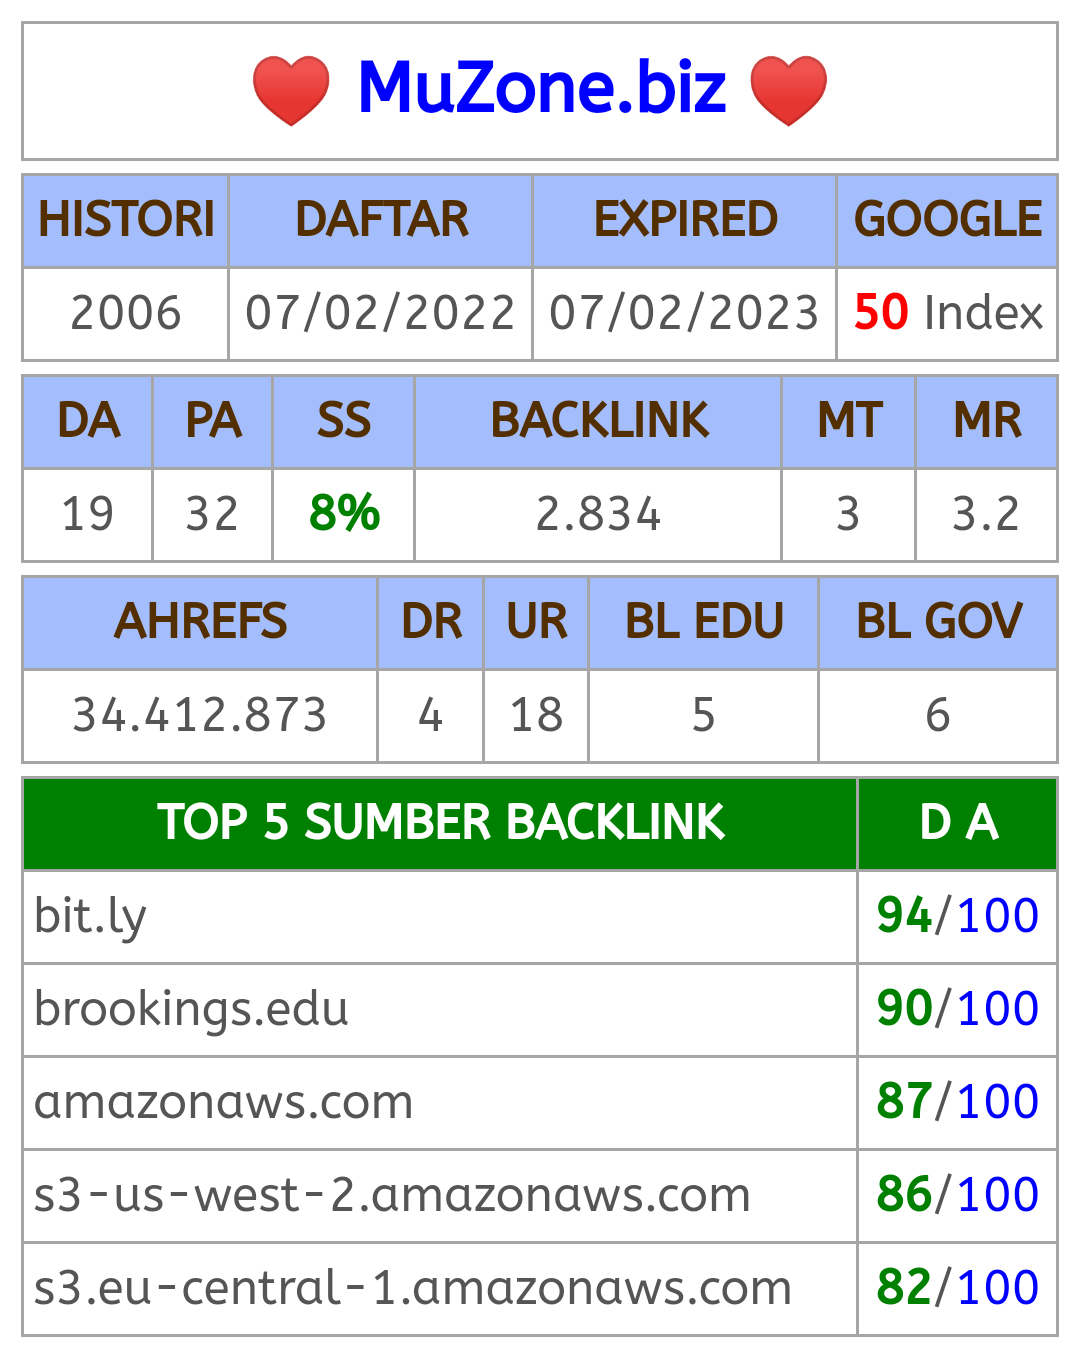 MuZone.biz
HISTORI DAFTAR EXPIRED GOOGLE
2006 07/02/2022 07/02/2023 50 Index
DA PA SS BACKLINK MT MR
19 32 8% 2.834 3 3.2
AHREFS DR UR BL EDU BL GOV
34.412.873 4 18 5 6
TOP 5 SUMBER BACKLINK D A
bit.ly 94/100
brookings.edu 90/100
amazonaws.com 87/100
s3-us-west-2.amazonaws.com 86/100
s3.eu-central-1.amazonaws.com 82/100